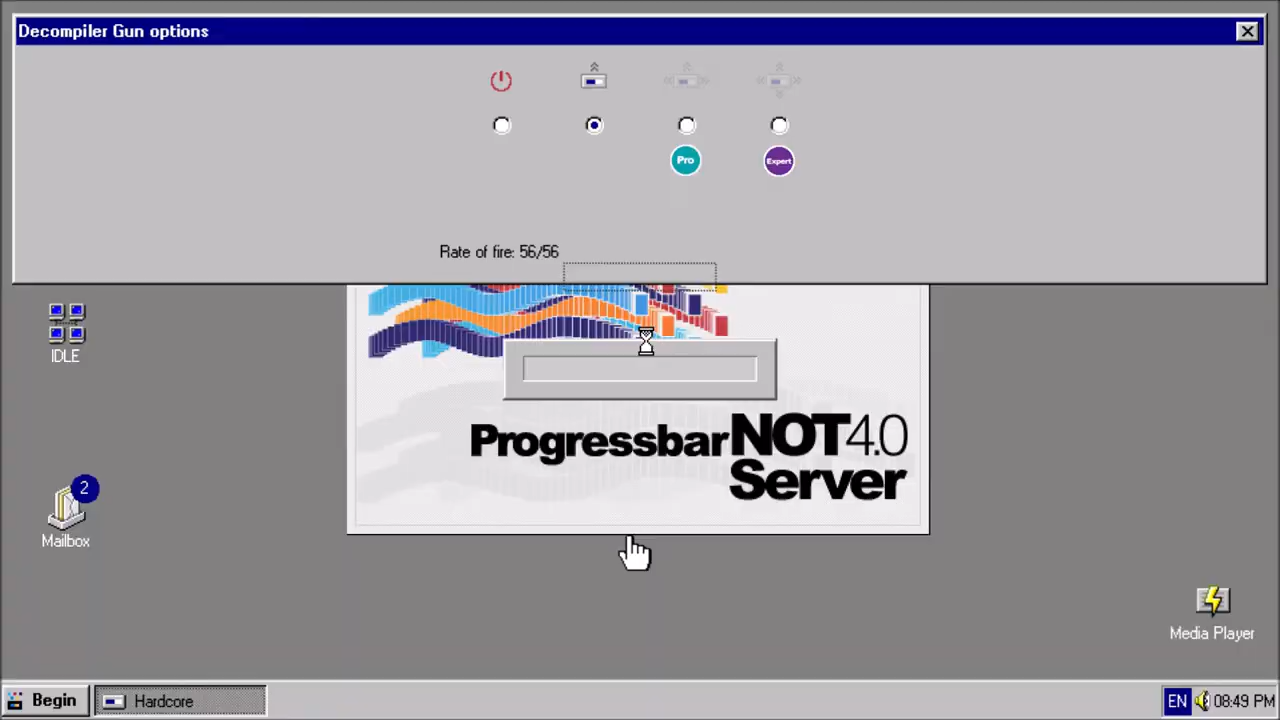 Decompiler Gun options
Pro
Expert
Rate of fire: 56/56
IDLE
ProgressbarNOT4.0
Server
2
Mailbox
Media Player
Begin
Hardcore
EN
08:49 PM